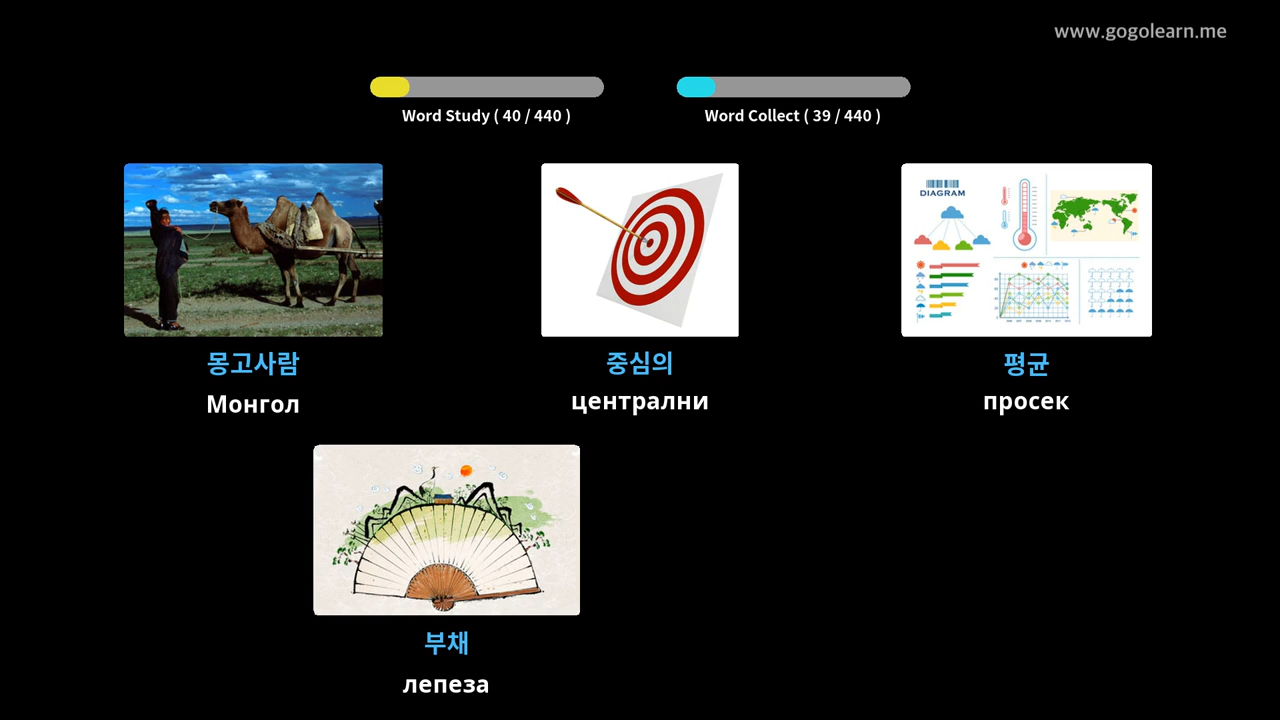 www.gogolearn.me
Word Study ( 40 / 440 )
Word Collect ( 39 / 440 )
DIAGRAM
몽고사람
Монгол
중심의
централни
평균
просек
부채
лепеза